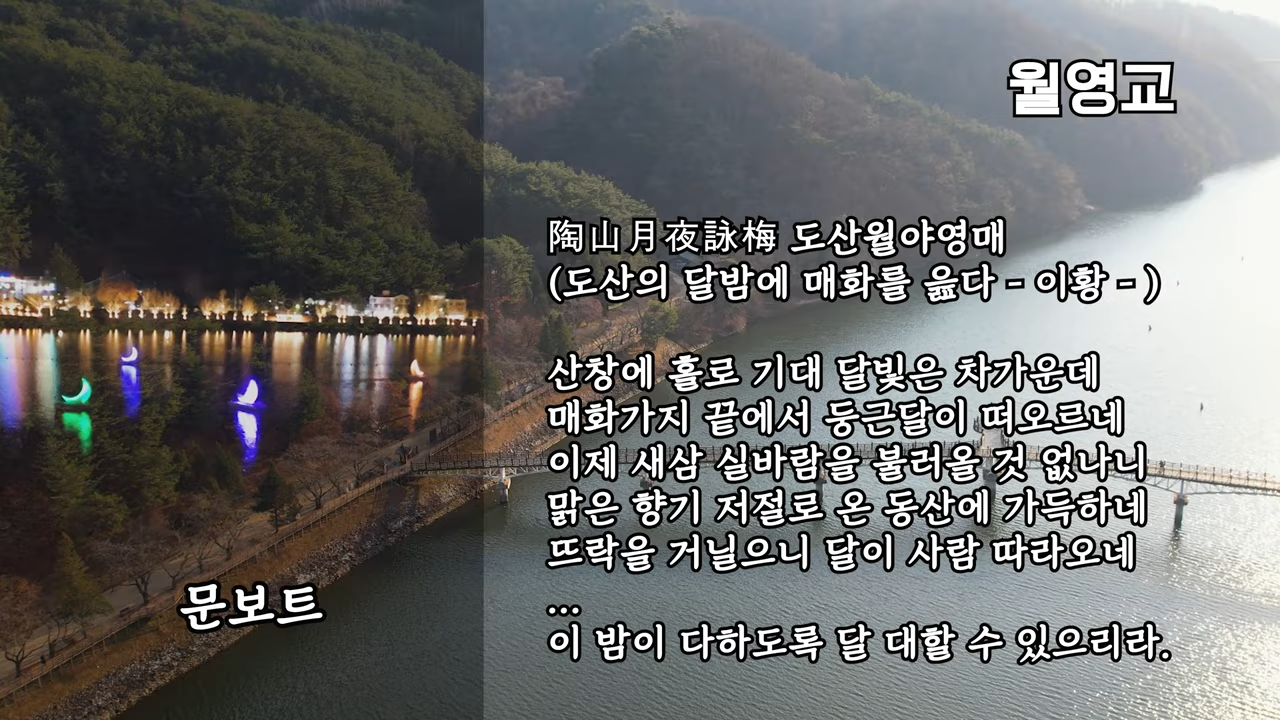 월영교
陶山月夜詠梅 도산월야영매
(도산의 달밤에 매화를 읊다 - 이황 - )
산창에 홀로 기대 달빛은 차가운데
매화가지 끝에서 둥근달이 떠오르네
이제 새삼 실바람을 불러올 것 없나니
맑은 향기 저절로 온 동산에 가득하네
뜨락을 거닐으니 달이 사람 따라오네
...
이 밤이 다하도록 달 대할 수 있으리라.
문보트